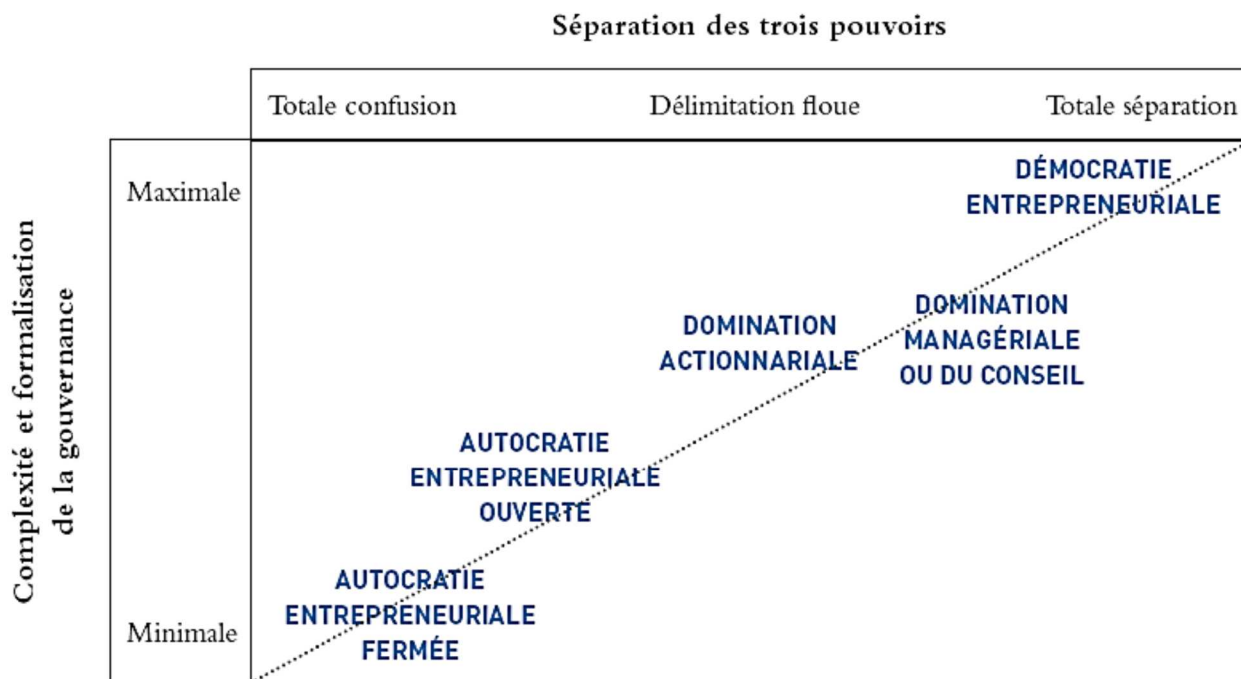 Séparation des trois pouvoirs
Totale confusion
Délimitation floue
Totale séparation
Complexité et formalisation
de la gouvernance
Maximale
DÉMOCRATIE
ENTREPRENEURIALE
DOMINATION
ACTIONNARIALE
DOMINATION
MANAGÉRIALE
OU DU CONSEIL
AUTOCRATIE
ENTREPRENEURIALE
OUVERTE
AUTOCRATIE
ENTREPRENEURIALE
FERMÉE
Minimale